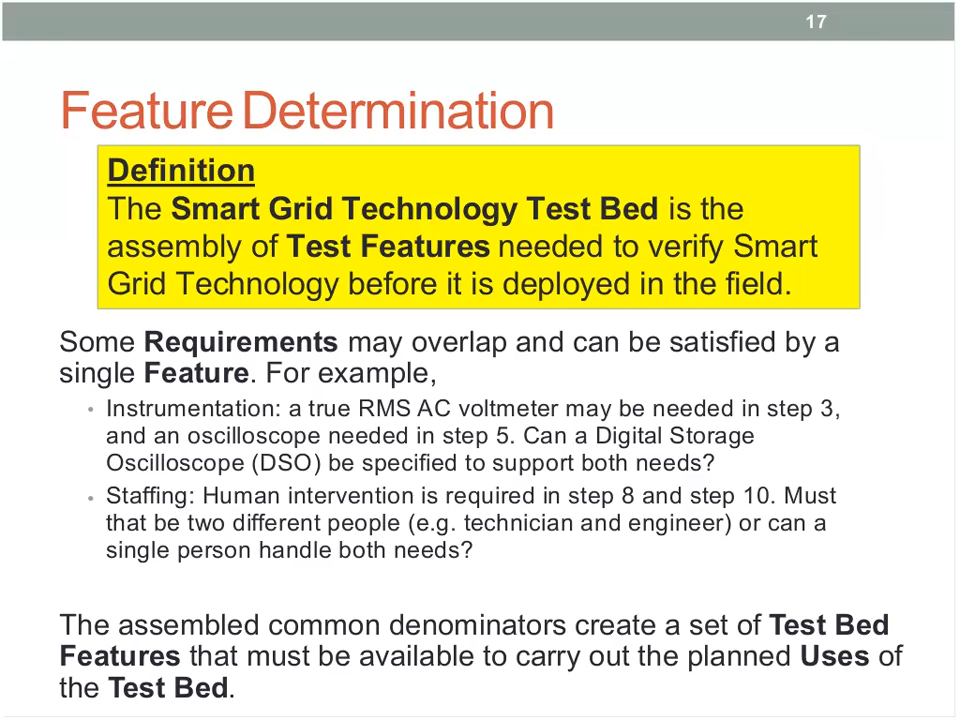 17
Feature Determination
Definition
The Smart Grid Technology Test Bed is the
assembly of Test Features needed to verify Smart
Grid Technology before it is deployed in the field.
Some Requirements may overlap and can be satisfied by a
single Feature. For example,
• Instrumentation: a true RMS AC voltmeter may be needed in step 3,
and an oscilloscope needed in step 5. Can a Digital Storage
Oscilloscope (DSO) be specified to support both needs?
• Staffing: Human intervention is required in step 8 and step 10. Must
that be two different people (e.g. technician and engineer) or can a
single person handle both needs?
The assembled common denominators create a set of Test Bed
Features that must be available to carry out the planned Uses of
the Test Bed.